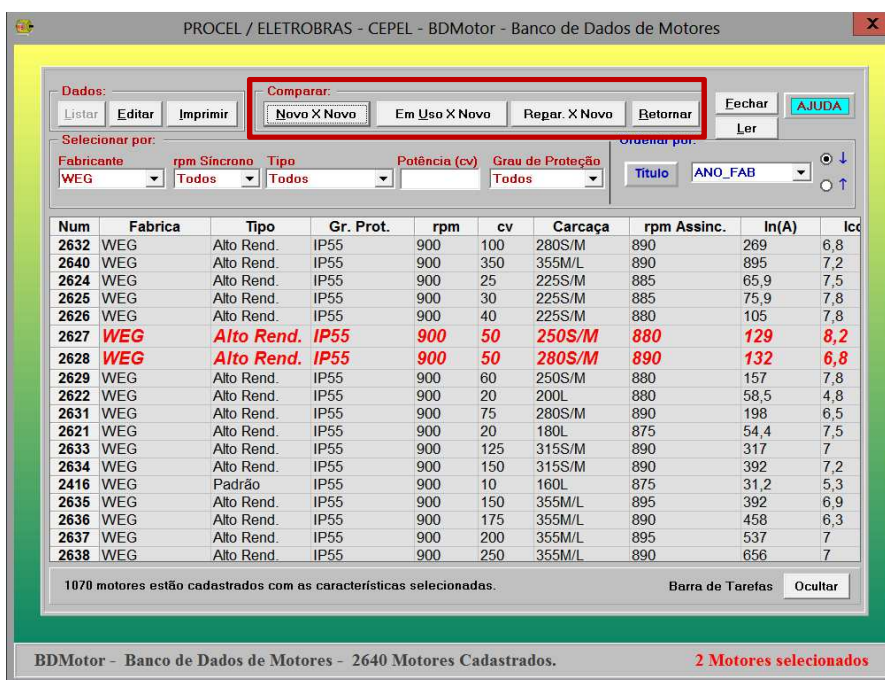 PROCEL / ELETROBRAS - CEPEL - BDMotor - Banco de Dados de Motores X
Dados: Comparar:
Listar Editar Imprimir Novo X Novo Em Uso X Novo Repar. X Novo Retornar Fechar AJUDA
Ler
Selecionar por: Ordenar por:
Fabricante rpm Síncrono Tipo Potência (cv) Grau de Proteção
WEG Todos Todos Todos Título ANO_FAB ↓
↑
Num Fabrica Tipo Gr. Prot. rpm cv Carcaça rpm Assinc. In(A)
2632 WEG Alto Rend. IP55 900 100 280S/M 890 269 6,8
2640 WEG Alto Rend. IP55 900 350 355M/L 890 895 7,2
2624 WEG Alto Rend. IP55 900 25 225S/M 885 65,9 7,5
2625 WEG Alto Rend. IP55 900 30 225S/M 885 75,9 7,8
2626 WEG Alto Rend. IP55 900 40 225S/M 880 105 7,8
2627 WEG Alto Rend. IP55 900 50 250S/M 880 129 8,2
2628 WEG Alto Rend. IP55 900 50 280S/M 890 132 6,8
2629 WEG Alto Rend. IP55 900 60 250S/M 880 157 7,8
2622 WEG Alto Rend. IP55 900 20 200L 880 58,5 4,8
2631 WEG Alto Rend. IP55 900 75 280S/M 890 198 6,5
2621 WEG Alto Rend. IP55 900 20 180L 875 54,4 7,5
2633 WEG Alto Rend. IP55 900 125 315S/M 890 317 7
2634 WEG Alto Rend. IP55 900 150 315S/M 890 392 7,2
2416 WEG Padrão IP55 900 10 160L 875 31,2 5,3
2635 WEG Alto Rend. IP55 900 150 355M/L 895 392 6,9
2636 WEG Alto Rend. IP55 900 175 355M/L 890 458 6,3
2637 WEG Alto Rend. IP55 900 200 355M/L 895 537 7
2638 WEG Alto Rend. IP55 900 250 355M/L 890 656 7
1070 motores estão cadastrados com as características selecionadas. Barra de Tarefas Ocultar
BDMotor - Banco de Dados de Motores - 2640 Motores Cadastrados. 2 Motores selecionados